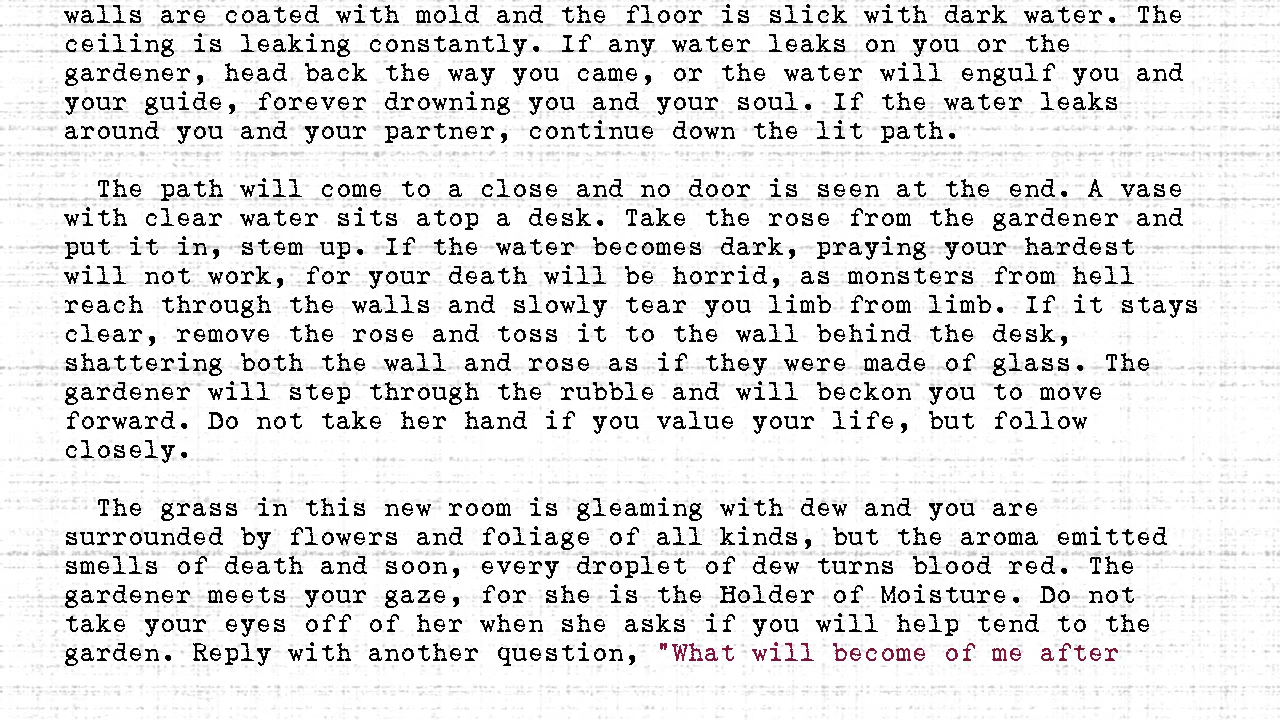 walls are coated with mold and the floor is slick with dark water. The
ceiling is leaking constantly. If any water leaks on you or the
gardener, head back the way you came, or the water will engulf you and
your guide, forever drowning you and your soul. If the water leaks
around you and your partner, continue down the lit path.
The path will come to a close and no door is seen at the end. A vase
with clear water sits atop a desk. Take the rose from the gardener and
put it in, stem up. If the water becomes dark, praying your hardest
will not work, for your death will be horrid, as monsters from hell
reach through the walls and slowly tear you limb from limb. If it stays
clear, remove the rose and toss it to the wall behind the desk,
shattering both the wall and rose as if they were made of glass. The
gardener will step through the rubble and will beckon you to move
forward. Do not take her hand if you value your life, but follow
closely.
The grass in this new room is gleaming with dew and you are
surrounded by flowers and foliage of all kinds, but the aroma emitted
smells of death and soon, every droplet of dew turns blood red. The
gardener meets your gaze, for she is the Holder of Moisture. Do not
take your eyes off of her when she asks if you will help tend to the
garden. Reply with another question, "What will become of me after